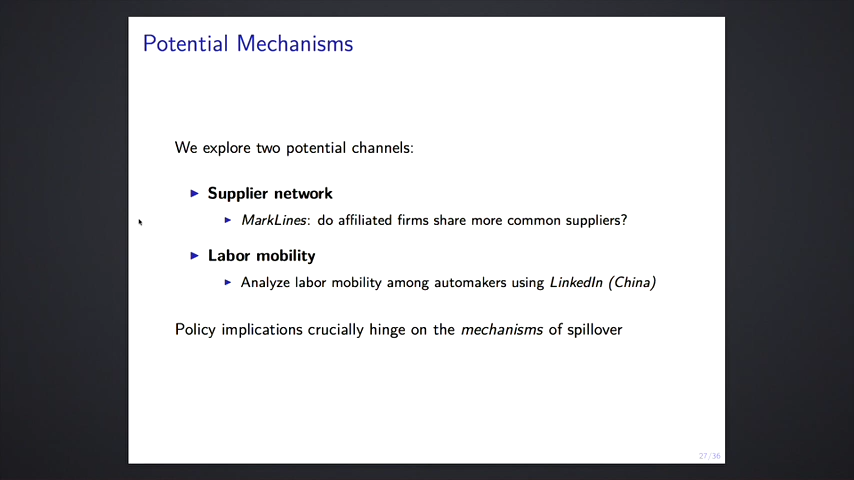 Potential Mechanisms
We explore two potential channels:
Supplier network
MarkLines: do affiliated firms share more common suppliers?
Labor mobility
Analyze labor mobility among automakers using LinkedIn (China)
Policy implications crucially hinge on the mechanisms of spillover
27/36